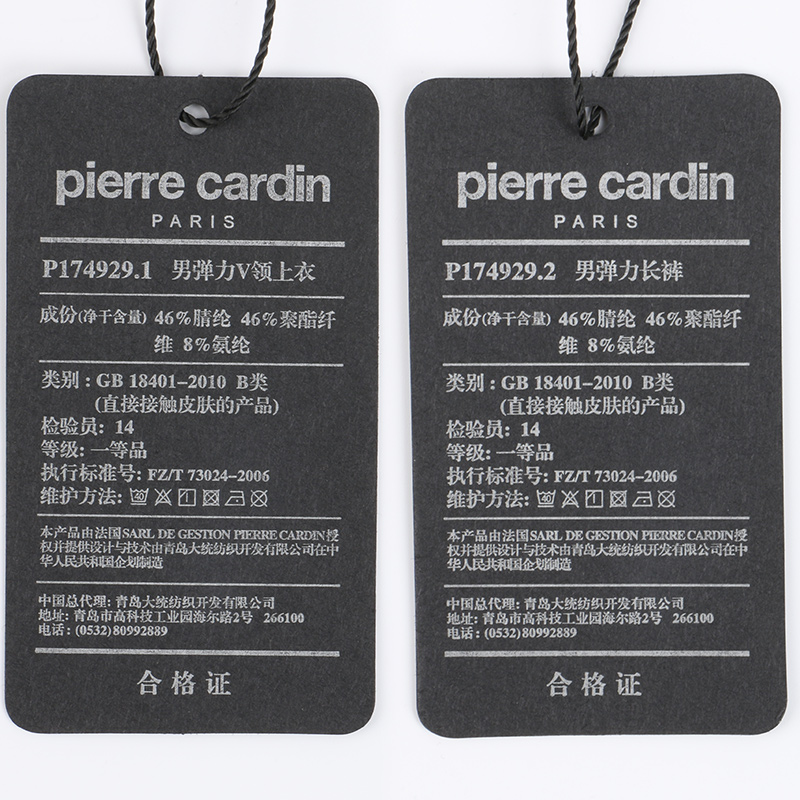 pierre cardin
PARIS
P174929.1 男弹力V领上衣
成份(净干含量) 46%腈纶 46%聚酯纤
维 8%氨纶
类别：GB 18401-2010 B类
(直接接触皮肤的产品)
检验员: 14
等级: 一等品
执行标准号: FZ/T 73024-2006
维护方法:
本产品由法国SARL DE GESTION PIERRE CARDIN授
权并提供设计与技术由青岛大统纺织开发有限公司在中
华人民共和国企划制造
中国总代理: 青岛大统纺织开发有限公司
地址: 青岛市高科技工业园海尔路2号 266100
电话: (0532)80992889
合格证
pierre cardin
PARIS
P174929.2 男弹力长裤
成份(净干含量) 46%腈纶 46%聚酯纤
维 8%氨纶
类别：GB 18401-2010 B类
(直接接触皮肤的产品)
检验员: 14
等级: 一等品
执行标准号: FZ/T 73024-2006
维护方法:
本产品由法国SARL DE GESTION PIERRE CARDIN授
权并提供设计与技术由青岛大统纺织开发有限公司在中
华人民共和国企划制造
中国总代理: 青岛大统纺织开发有限公司
地址: 青岛市高科技工业园海尔路2号 266100
电话: (0532)80992889
合格证